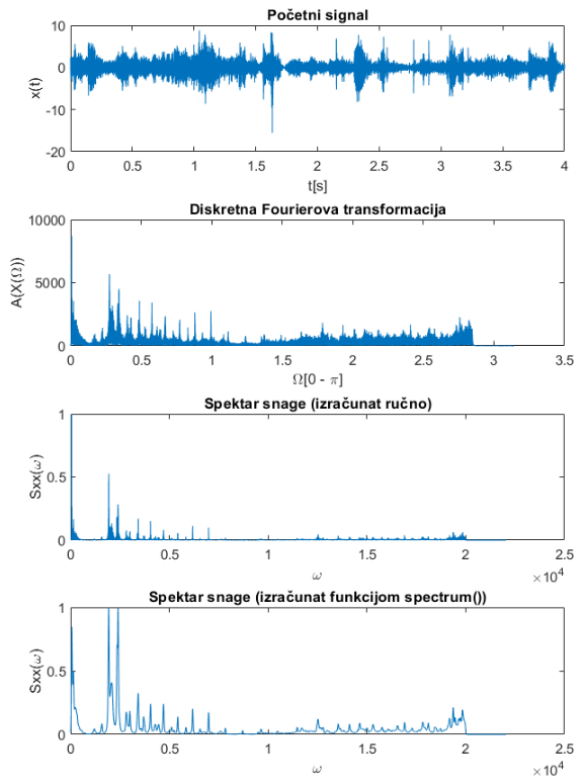 Početni signal
10
0
-10
-20
x(t)
0 0.5 1 1.5 2 2.5 3 3.5 4
t[s]
Diskretna Fourierova transformacija
10000
5000
0
A(X(Ω))
0 0.5 1 1.5 2 2.5 3 3.5
Ω[0 - π]
Spektar snage (izračunat ručno)
1
0.5
0
Sxx(ω)
0 0.5 1 1.5 2 2.5
ω
×10⁴
Spektar snage (izračunat funkcijom spectrum())
1
0.5
0
Sxx(ω)
0 0.5 1 1.5 2 2.5
ω
×10⁴